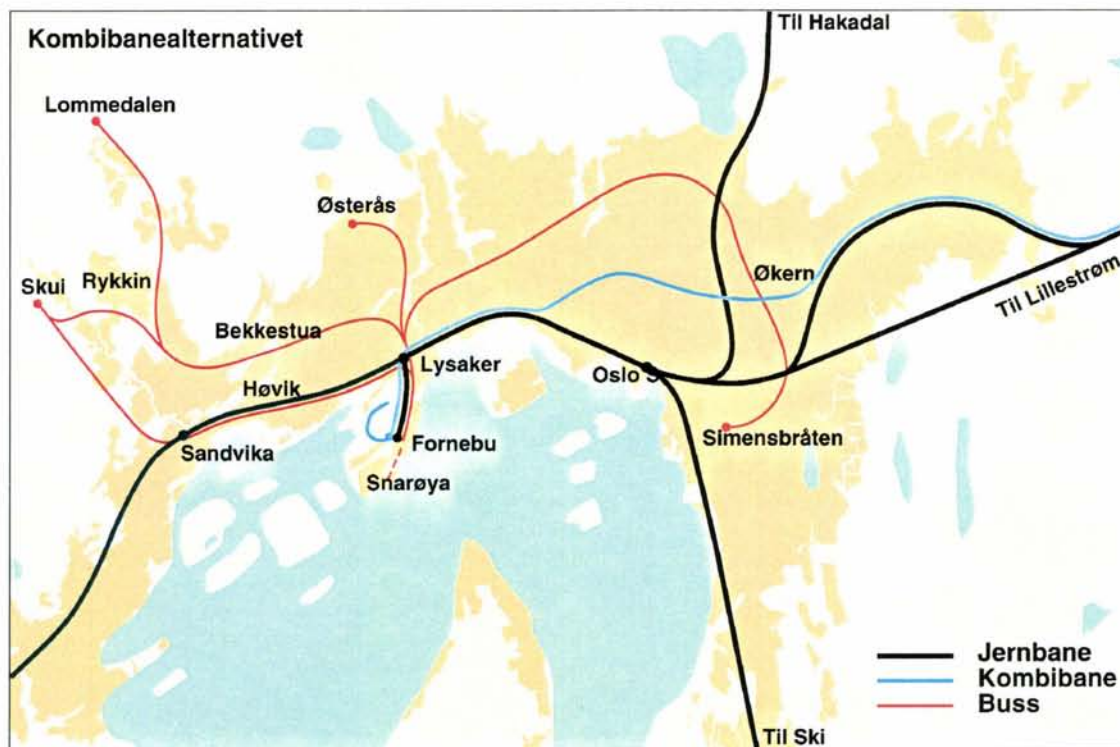 Kombibanealternativet
Til Hakadal
Lommedalen
Østerås
Skui
Rykkin
Økern
Til Lillestrøm
Bekkestua
Lysaker
Høvik
Oslo S
Sandvika
Fornebu
Simensbråten
Snarøya
Jernbane
Kombibane
Buss
Til Ski